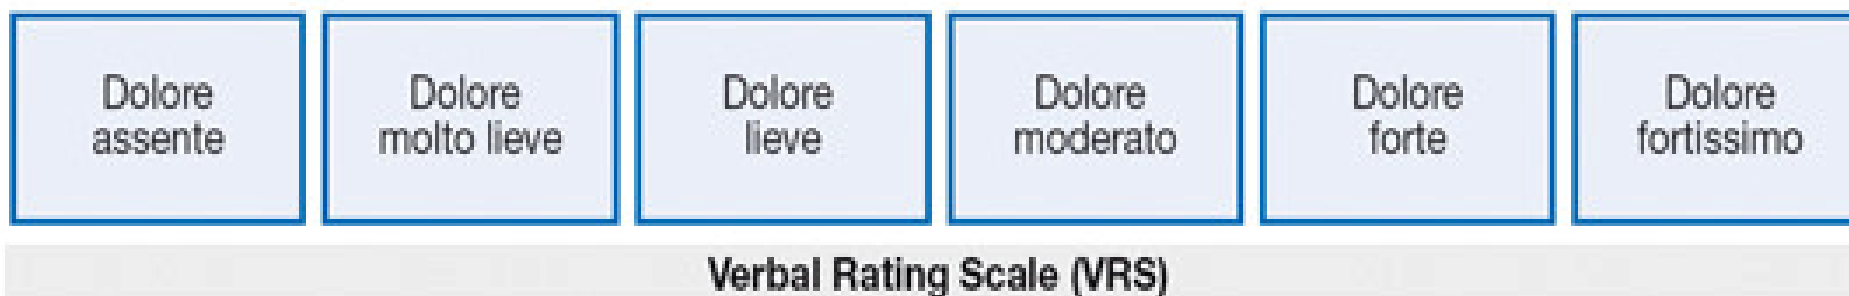 Dolore
assente
Dolore
molto lieve
Dolore
lieve
Dolore
moderato
Dolore
forte
Dolore
fortissimo
Verbal Rating Scale (VRS)